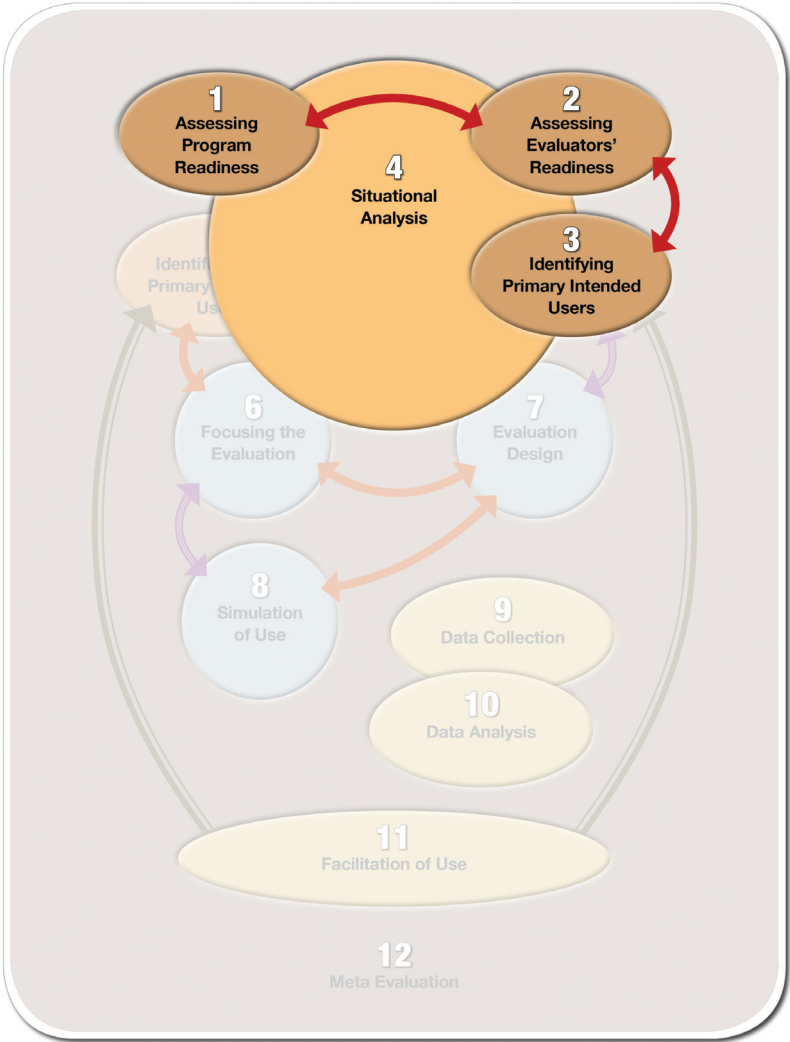 1
Assessing
Program
Readiness
2
Assessing
Evaluators’
Readiness
4
Situational
Analysis
3
Identifying
Primary Intended
Users
Primary
6
Focusing the
Evaluation
7
Evaluation
Design
8
Simulation
of Use
9
Data Collection
10
Data Analysis
11
Facilitation of Use
12
Meta Evaluation